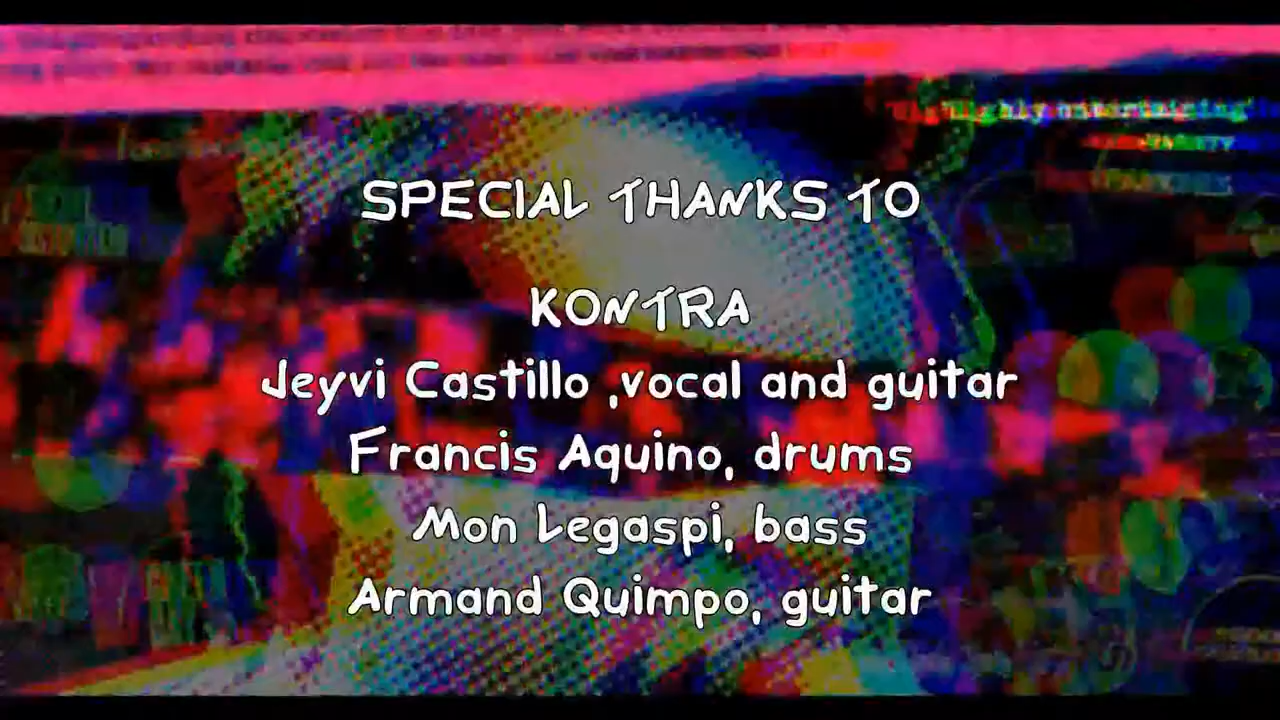 SPECIAL THANKS TO
KONTRA
Jeyvi Castillo ,vocal and guitar
Francis Aquino, drums
Mon Legaspi, bass
Armand Quimpo, guitar